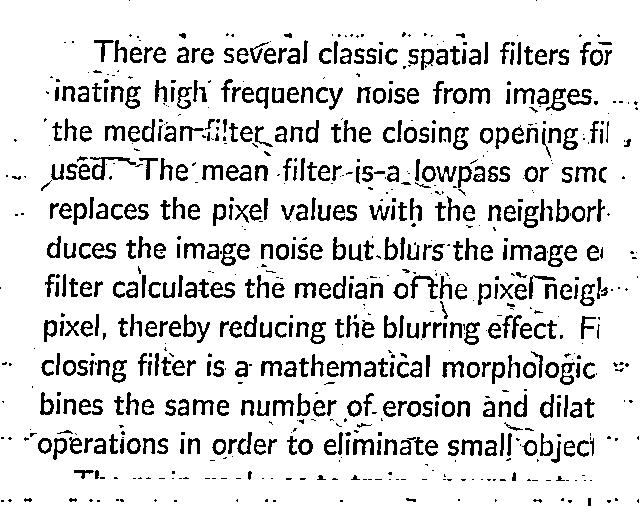 There are several classic spatial filters for
inating high frequency noise from images.
the median filter and the closing opening fil
used. The mean filter is a lowpass or smo
replaces the pixel values with the neighborh
duces the image noise but blurs the image e
filter calculates the median of the pixel neigh
pixel, thereby reducing the blurring effect. Fi
closing filter is a mathematical morphologic
bines the same number of erosion and dilat
operations in order to eliminate small object